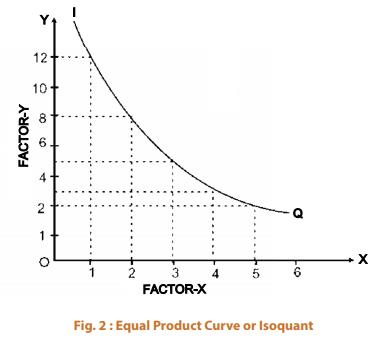 Y I
12
10
8
6
4
2
1
O
FACTOR-Y
Q
X
1 2 3 4 5 6
FACTOR-X
Fig. 2 : Equal Product Curve or Isoquant